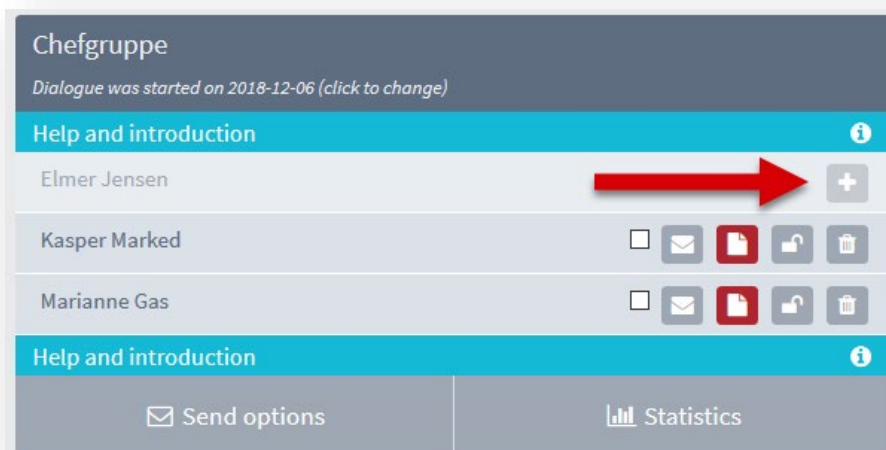 Chefgruppe
Dialogue was started on 2018-12-06 (click to change)
Help and introduction
Elmer Jensen
Kasper Marked
Marianne Gas
Help and introduction
Send options
Statistics